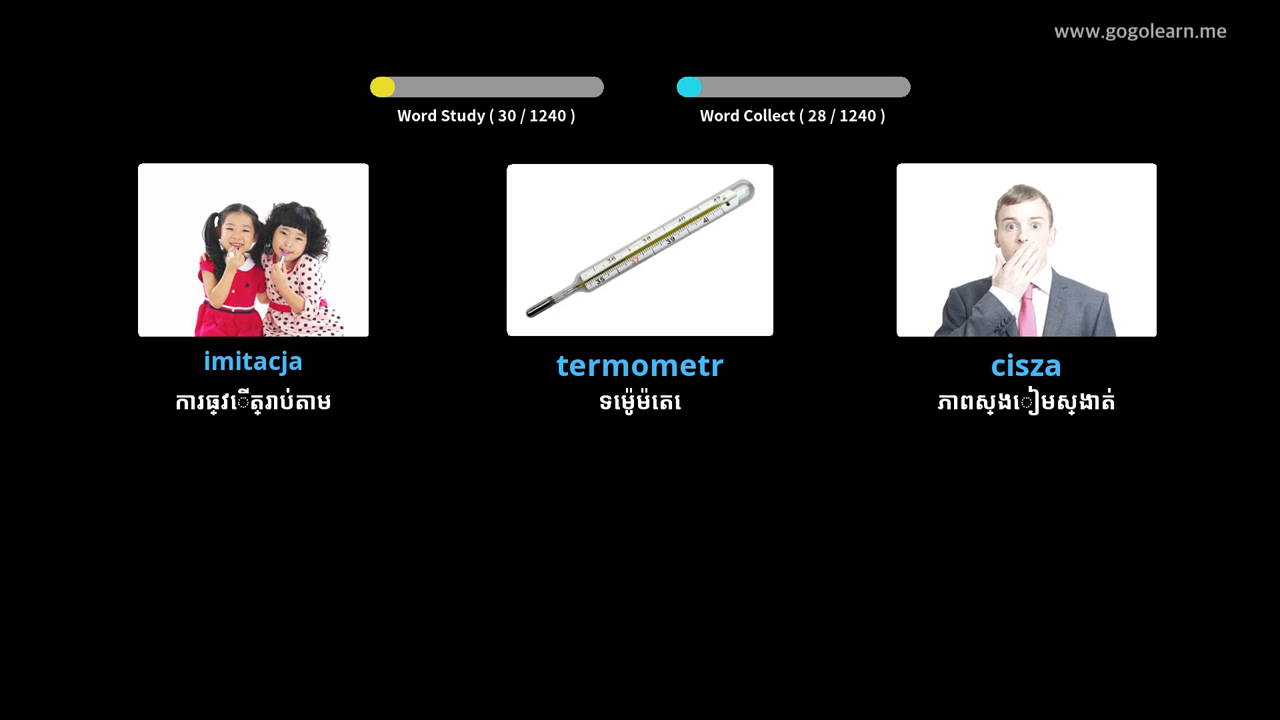 www.gogolearn.me
Word Study ( 30 / 1240 )
Word Collect ( 28 / 1240 )
imitacja
termometr
cisza
ការធ្វើត្រាប់តាម
ទម៉ូម៉តេ
ភាពស្ងៀមស្ងាត់